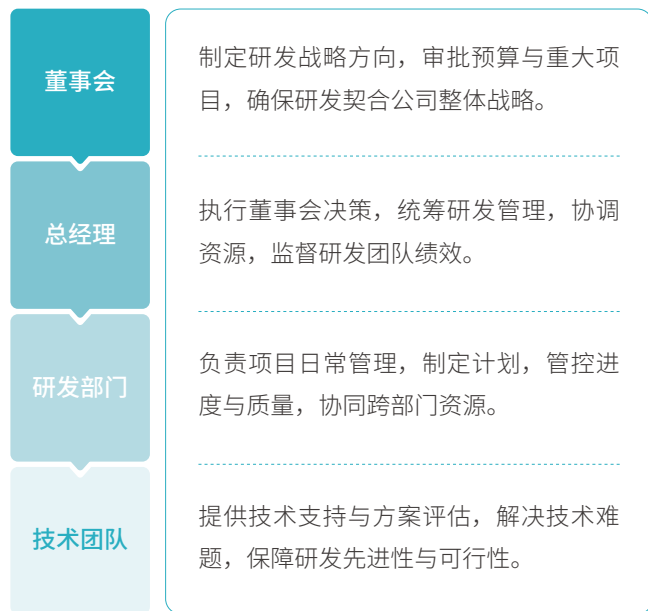 董事会
制定研发战略方向，审批预算与重大项
目，确保研发契合公司整体战略。
总经理
执行董事会决策，统筹研发管理，协调
资源，监督研发团队绩效。
研发部门
负责项目日常管理，制定计划，管控进
度与质量，协同跨部门资源。
技术团队
提供技术支持与方案评估，解决技术难
题，保障研发先进性与可行性。